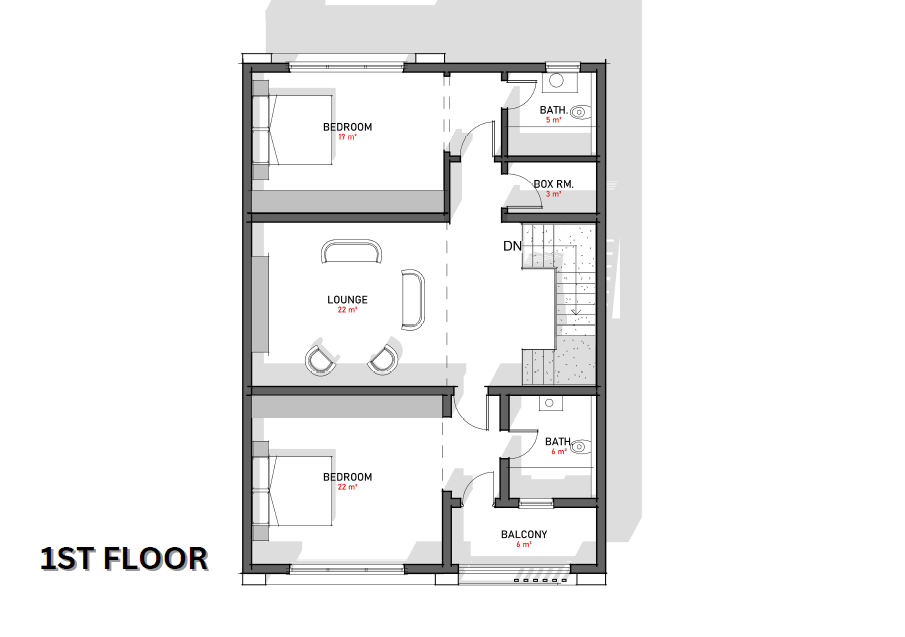 BEDROOM
19 m²
BATH.
5 m²
BOX RM.
3 m²
DN
LOUNGE
22 m²
BATH.
6 m²
BEDROOM
22 m²
BALCONY
6 m²
1ST FLOOR